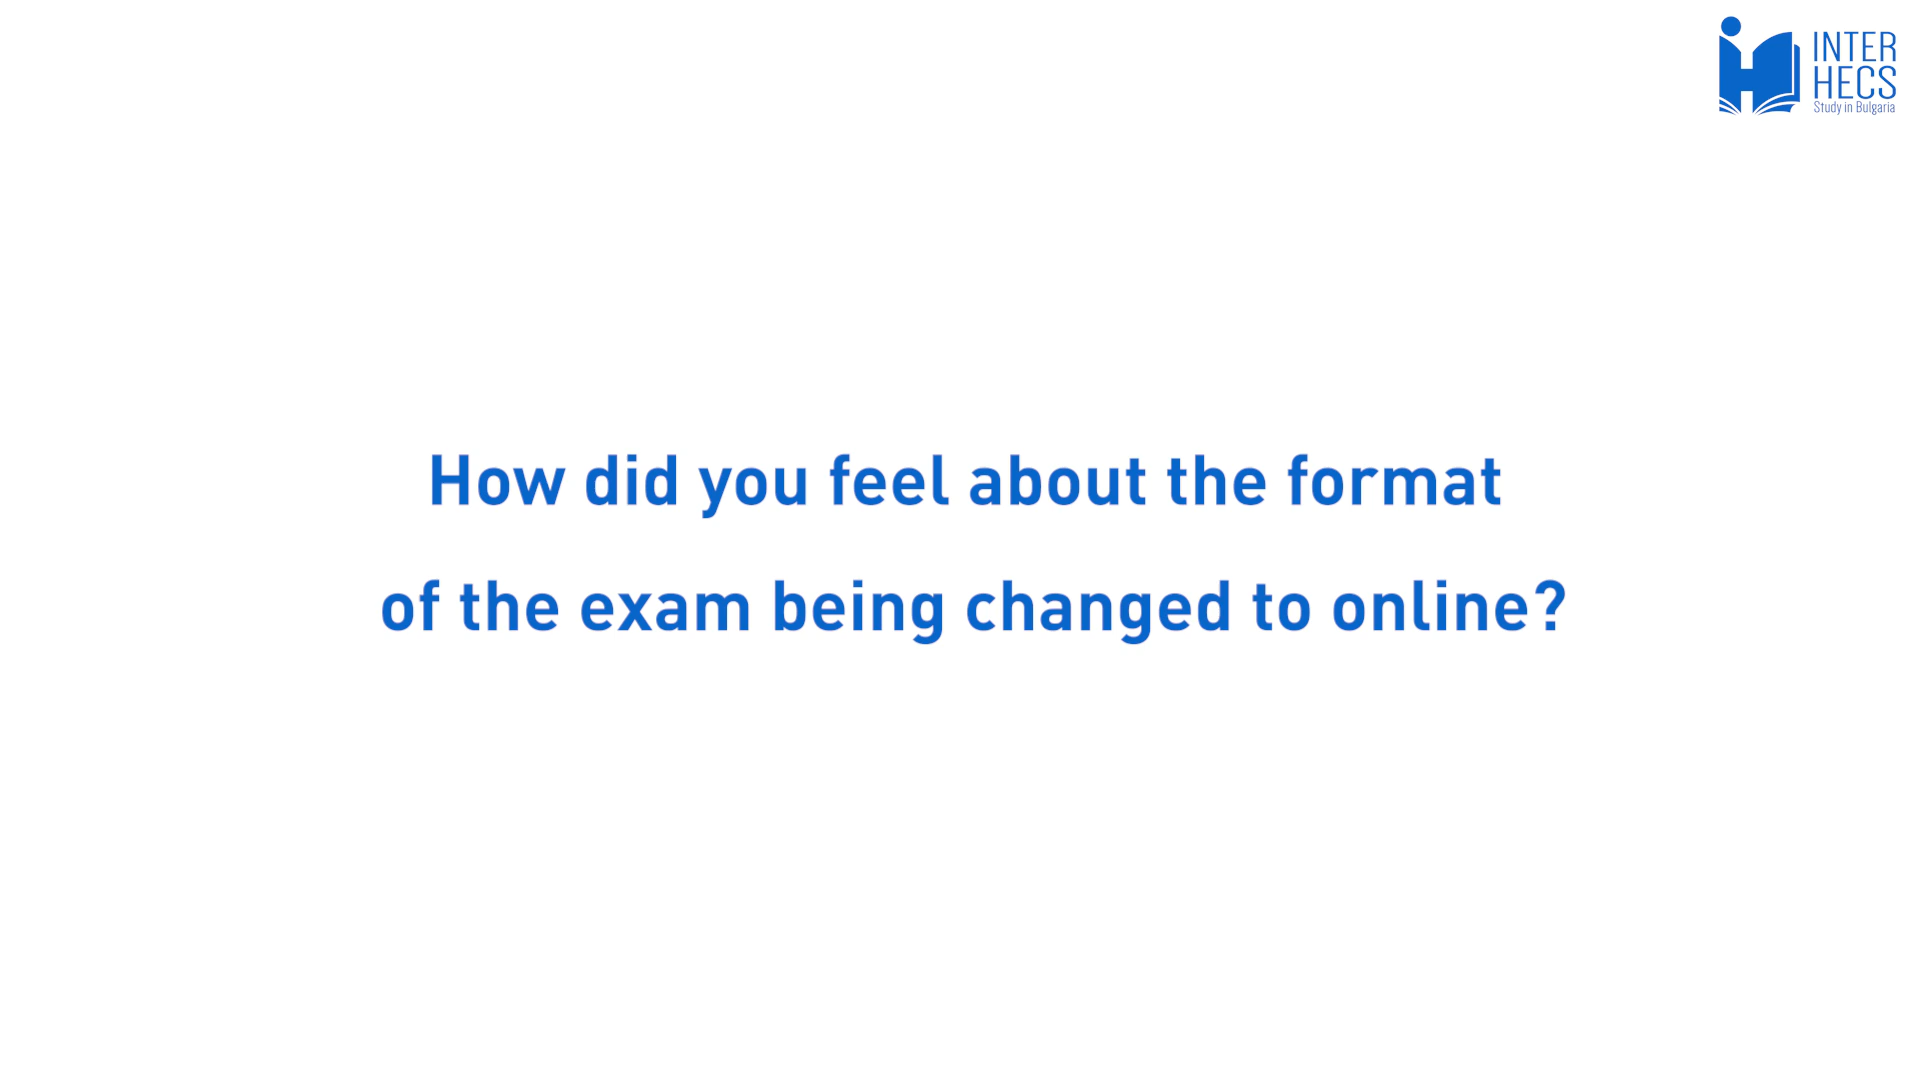 INTER
HECS
Study in Bulgaria
How did you feel about the format
of the exam being changed to online?